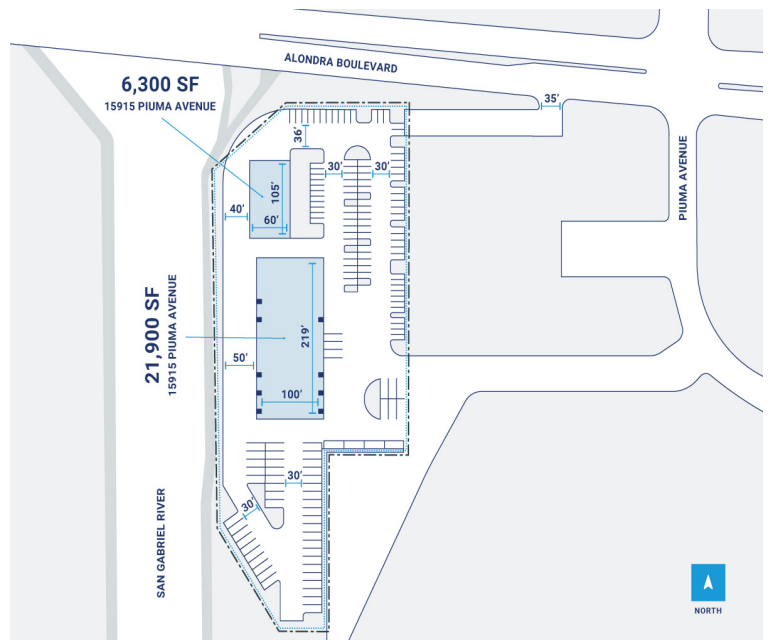 ALONDRA BOULEVARD
6,300 SF
15915 PIUMA AVENUE
35'
36'
30'
30'
105'
40'
60'
PIUMA AVENUE
21,900 SF
15915 PIUMA AVENUE
219'
50'
100'
30'
30'
SAN GABRIEL RIVER
NORTH